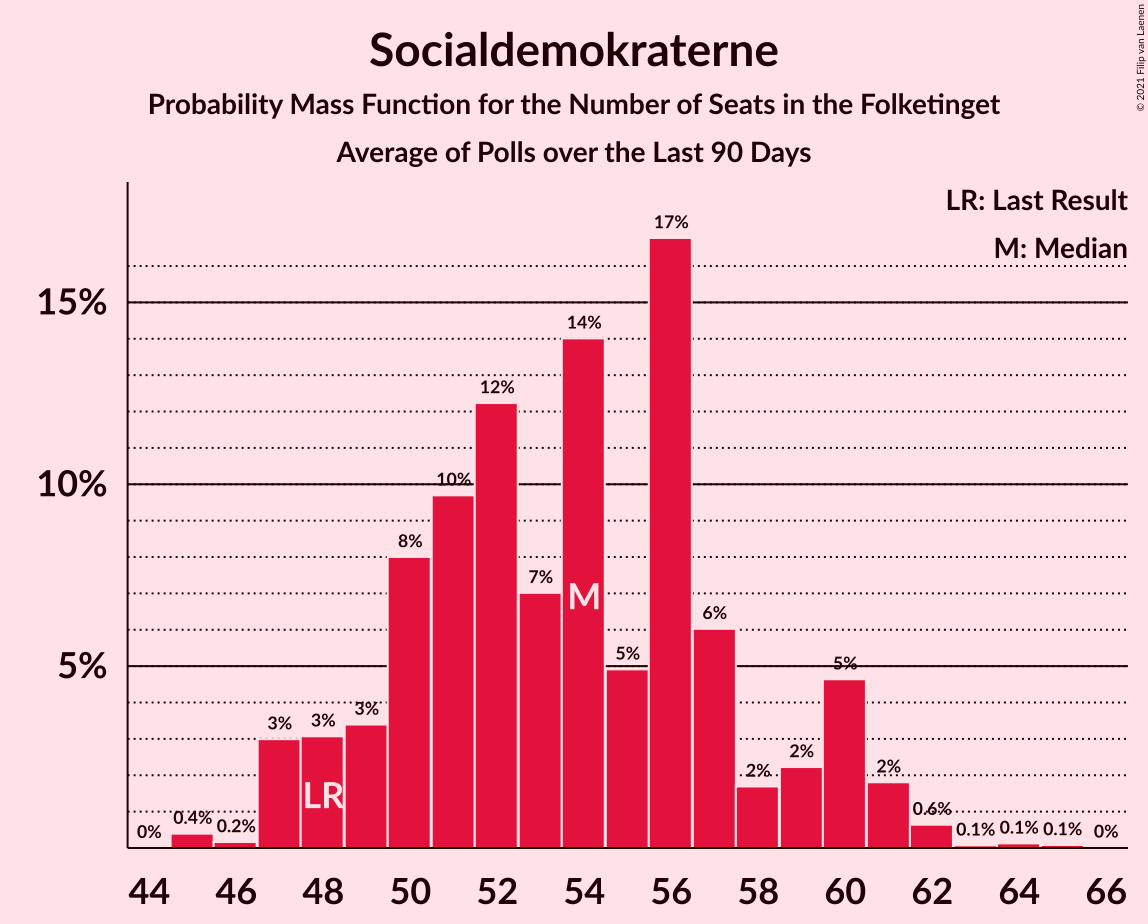 Socialdemokraterne
Probability Mass Function for the Number of Seats in the Folketinget
Average of Polls over the Last 90 Days
© 2021 Filip van Laenen
LR: Last Result
M: Median
15%
10%
5%
0%
0.4%
0.2%
3%
3%
3%
8%
10%
12%
7%
14%
5%
17%
6%
2%
2%
5%
2%
0.6%
0.1%
0.1%
0.1%
0%
LR
M
44 46 48 50 52 54 56 58 60 62 64 66